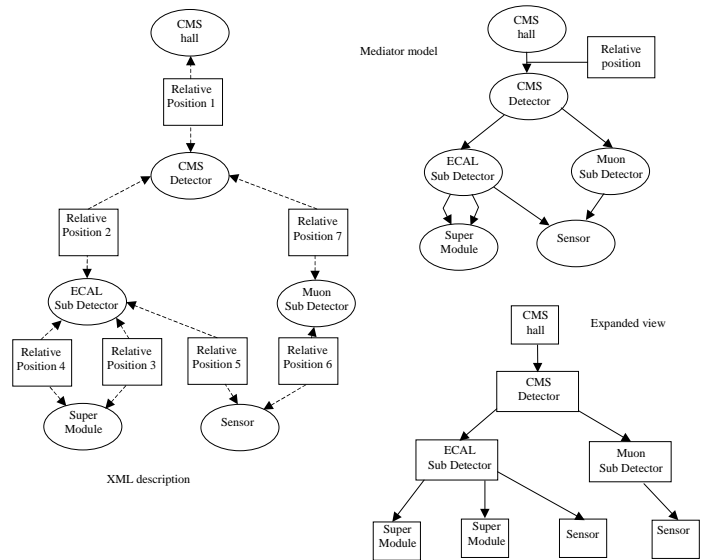 CMS
hall
Relative
Position 1
CMS
Detector
Relative
Position 2
Relative
Position 7
ECAL
Sub Detector
Muon
Sub Detector
Relative
Position 4
Relative
Position 3
Relative
Position 5
Relative
Position 6
Super
Module
Sensor
XML description
Mediator model
CMS
hall
Relative
position
CMS
Detector
ECAL
Sub Detector
Muon
Sub Detector
Super
Module
Sensor
Expanded view
CMS
hall
CMS
Detector
ECAL
Sub Detector
Muon
Sub Detector
Super
Module
Super
Module
Sensor
Sensor